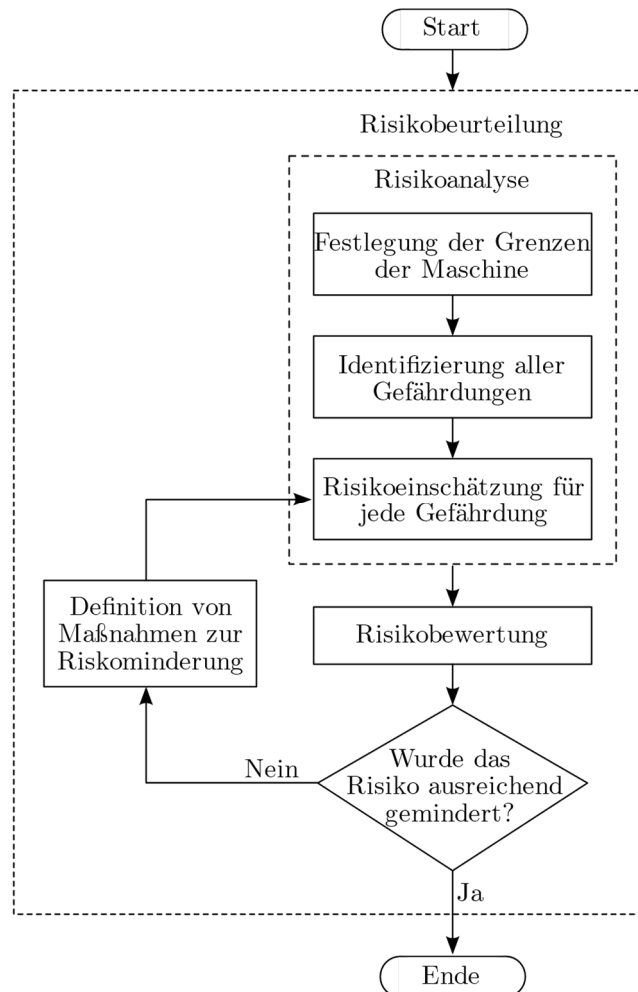 Start
Risikobeurteilung
Risikoanalyse
Festlegung der Grenzen
der Maschine
Identifizierung aller
Gefährdungen
Risikoeinschätzung für
jede Gefährdung
Definition von
Maßnahmen zur
Riskominderung
Risikobewertung
Wurde das
Risiko ausreichend
gemindert?
Nein
Ja
Ende